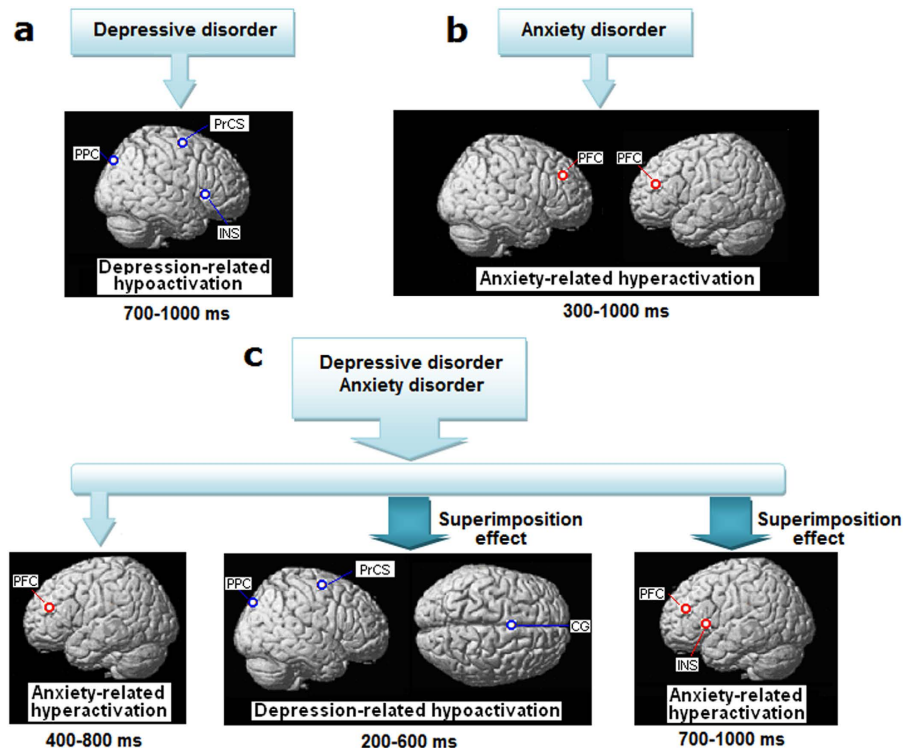 a
Depressive disorder
PrCS
PPC
INS
Depression-related
hypoactivation
700-1000 ms
b
Anxiety disorder
PFC
PFC
Anxiety-related hyperactivation
300-1000 ms
c
Depressive disorder
Anxiety disorder
PFC
Anxiety-related
hyperactivation
400-800 ms
Superimposition
effect
PPC
PrCS
CG
Depression-related hypoactivation
200-600 ms
Superimposition
effect
PFC
INS
Anxiety-related
hyperactivation
700-1000 ms